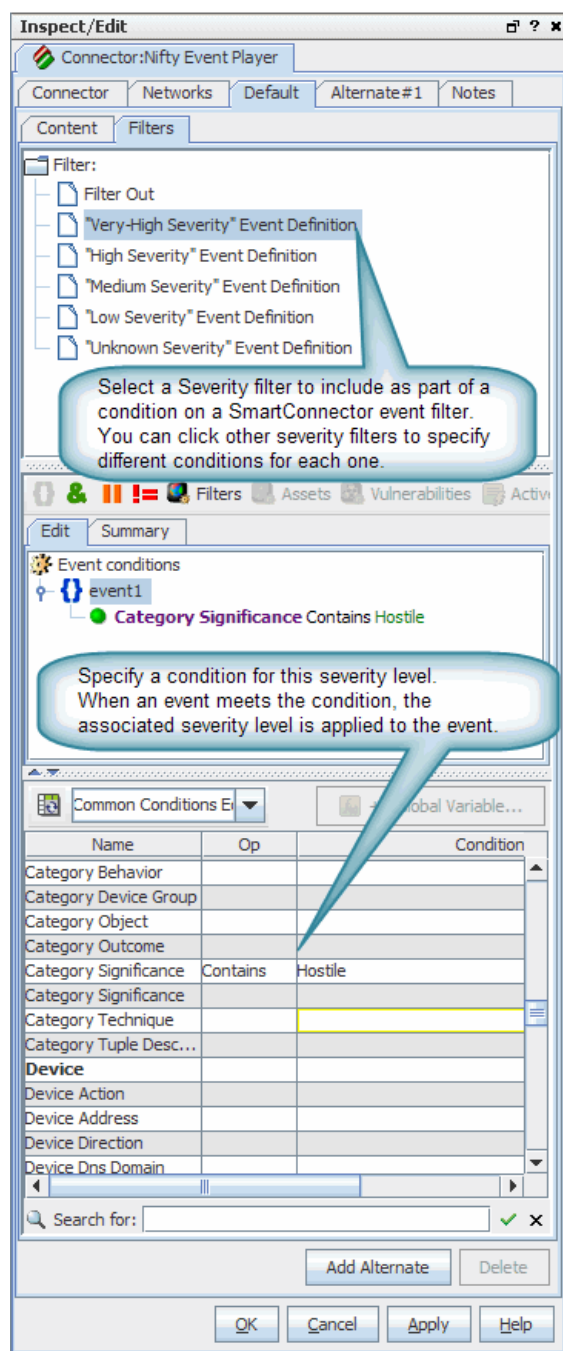 Inspect/Edit
Connector:Nifty Event Player
Connector Networks Default Alternate#1 Notes
Content Filters
Filter:
Filter Out
"Very-High Severity" Event Definition
"High Severity" Event Definition
"Medium Severity" Event Definition
"Low Severity" Event Definition
"Unknown Severity" Event Definition
Select a Severity filter to include as part of a
condition on a SmartConnector event filter.
You can click other severity filters to specify
different conditions for each one.
{} & || != Filters Assets Vulnerabilities Activ
Edit Summary
Event conditions
{} event1
Category Significance Contains Hostile
Specify a condition for this severity level.
When an event meets the condition, the
associated severity level is applied to the event.
Common Conditions E
Variable...
Name Op Condition
Category Behavior
Category Device Group
Category Object
Category Outcome
Category Significance Contains Hostile
Category Significance
Category Technique
Category Tuple Desc...
Device
Device Action
Device Address
Device Direction
Device Dns Domain
Search for:
Add Alternate Delete
OK Cancel Apply Help